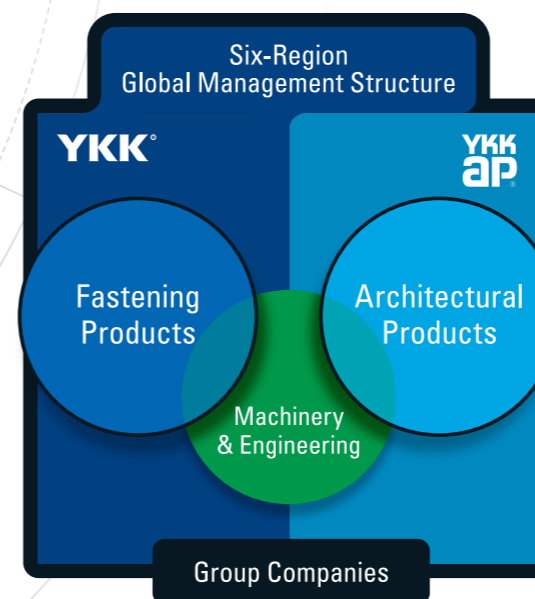 Six-Region
Global Management Structure
YKK®
YKK
ap®
Fastening
Products
Architectural
Products
Machinery
& Engineering
Group Companies